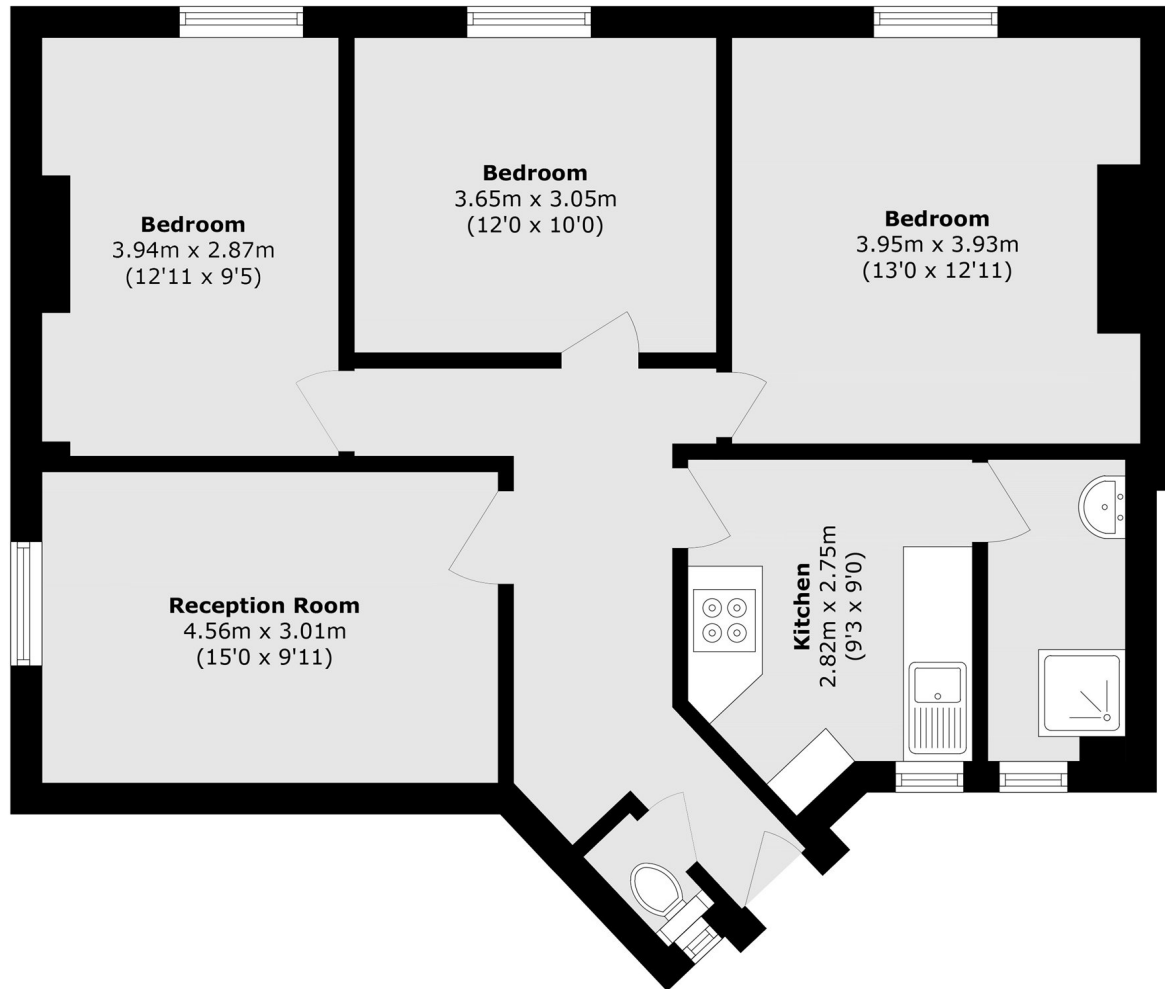 Bedroom
3.94m x 2.87m
(12'11 x 9'5)
Bedroom
3.65m x 3.05m
(12'0 x 10'0)
Bedroom
3.95m x 3.93m
(13'0 x 12'11)
Reception Room
4.56m x 3.01m
(15'0 x 9'11)
Kitchen
2.82m x 2.75m
(9'3 x 9'0)